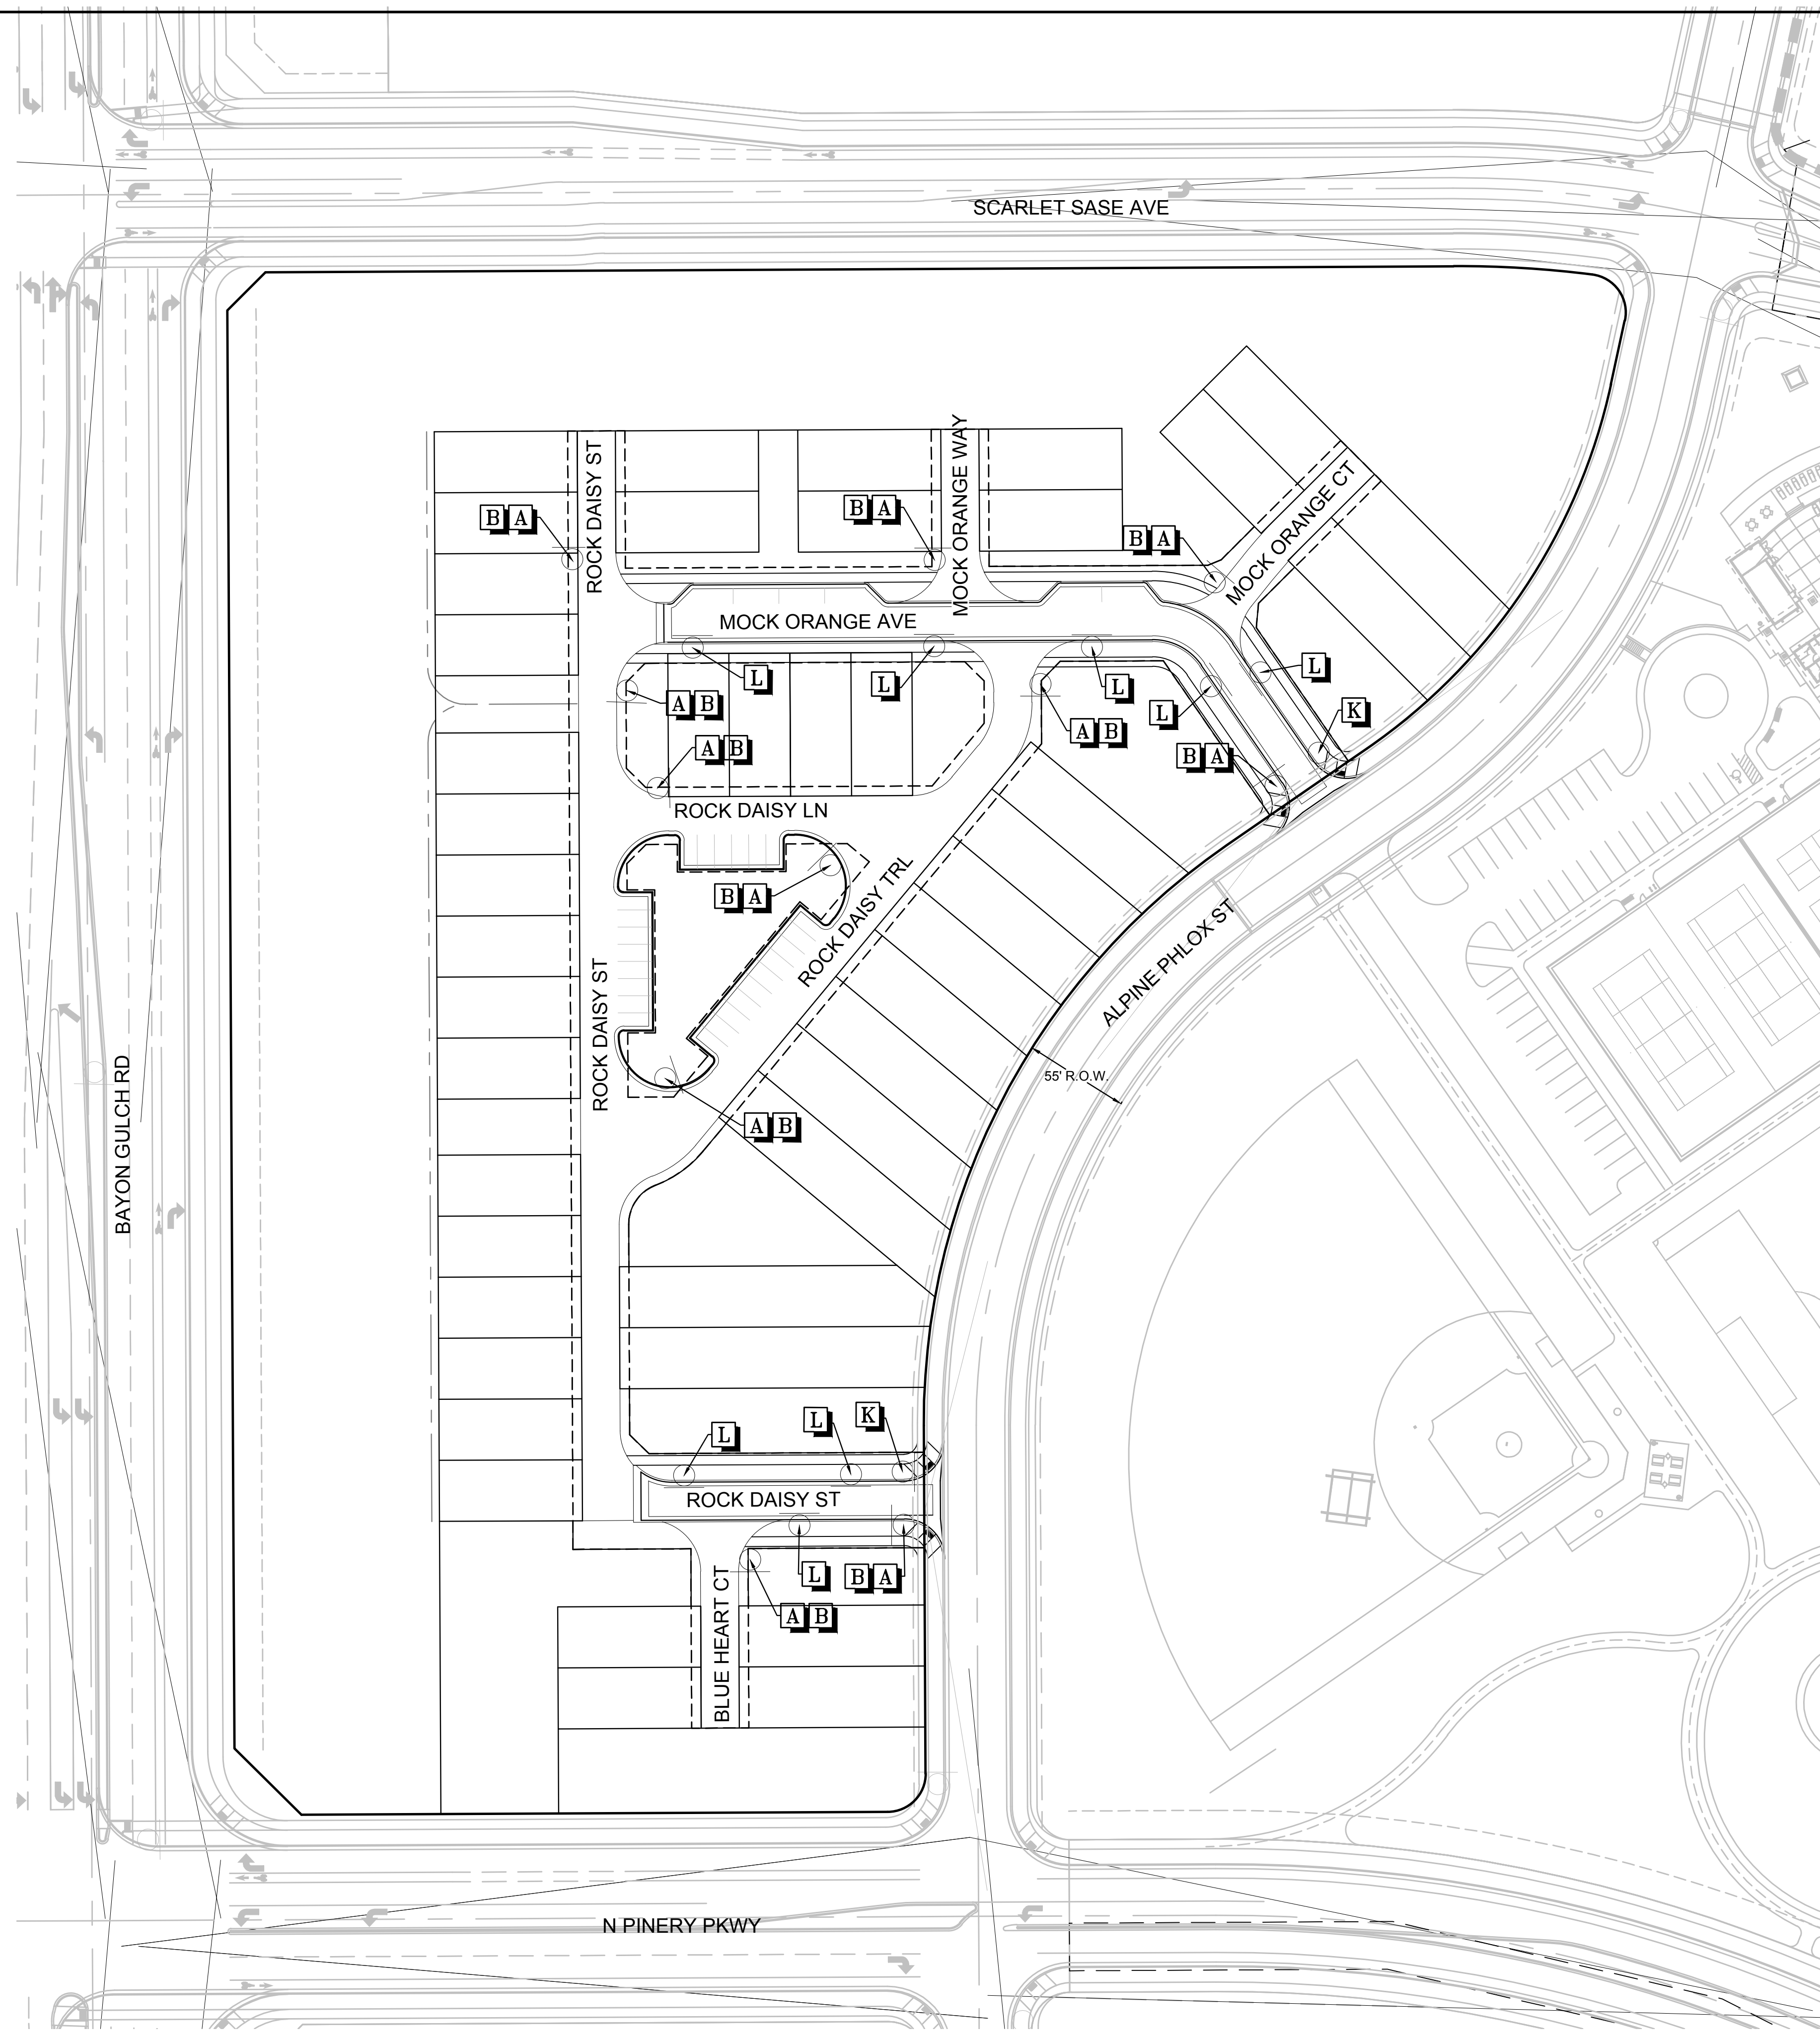 SCARLET SASE AVE
ROCK DAISY ST
MOCK ORANGE WAY
MOCK ORANGE CT
B A
B A
B A
MOCK ORANGE AVE
L
L
L
L
L
K
A B
A B
A B
B A
ROCK DAISY LN
B A
ROCK DAISY TRL
ROCK DAISY ST
ALPINE PHLOX ST
55' R.O.W.
BAYON GULCH RD
A B
L
L
K
ROCK DAISY ST
L
B A
A B
BLUE HEART CT
N PINERY PKWY